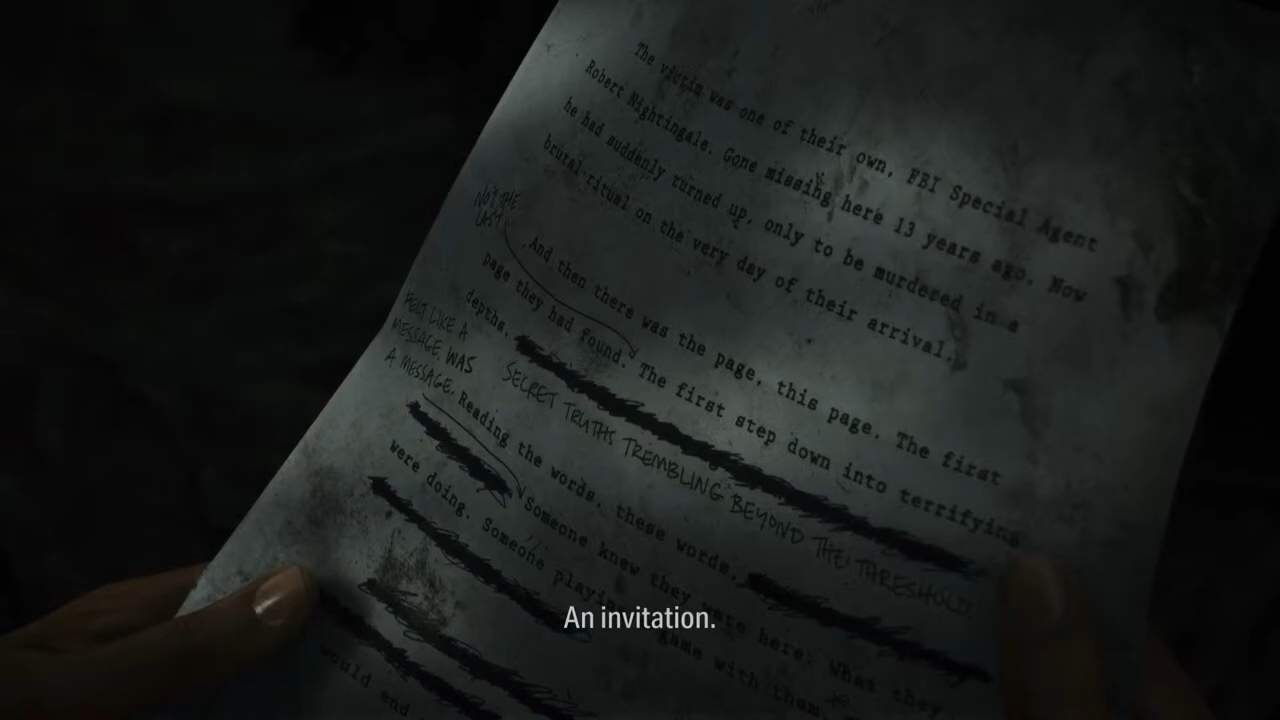 The victim was one of their own, FBI Special Agent
Robert Nightingale. Gone missing here 13 years ago. Now
he had suddenly turned up, only to be murdered in a
brutal ritual on the very day of their arrival.
NOT THE
LAST
And then there was the page, this page. The first
page they had found. The first step down into terrifying
depths.
SECRET TRUTHS TREMBLING BEYOND THE THRESHOLD.
FELT LIKE A
MESSAGE, WAS
A MESSAGE.
Reading the words, these words,
Someone knew they were here: What they
were doing. Someone playing game with them.
would end
An invitation.